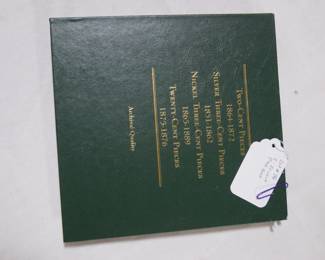 TWO-CENT PIECES
1864-1872
SILVER THREE-CENT PIECES
1851-1862
NICKEL THREE-CENT PIECES
1865-1889
TWENTY-CENT PIECES
1875-1876
Archival Quality